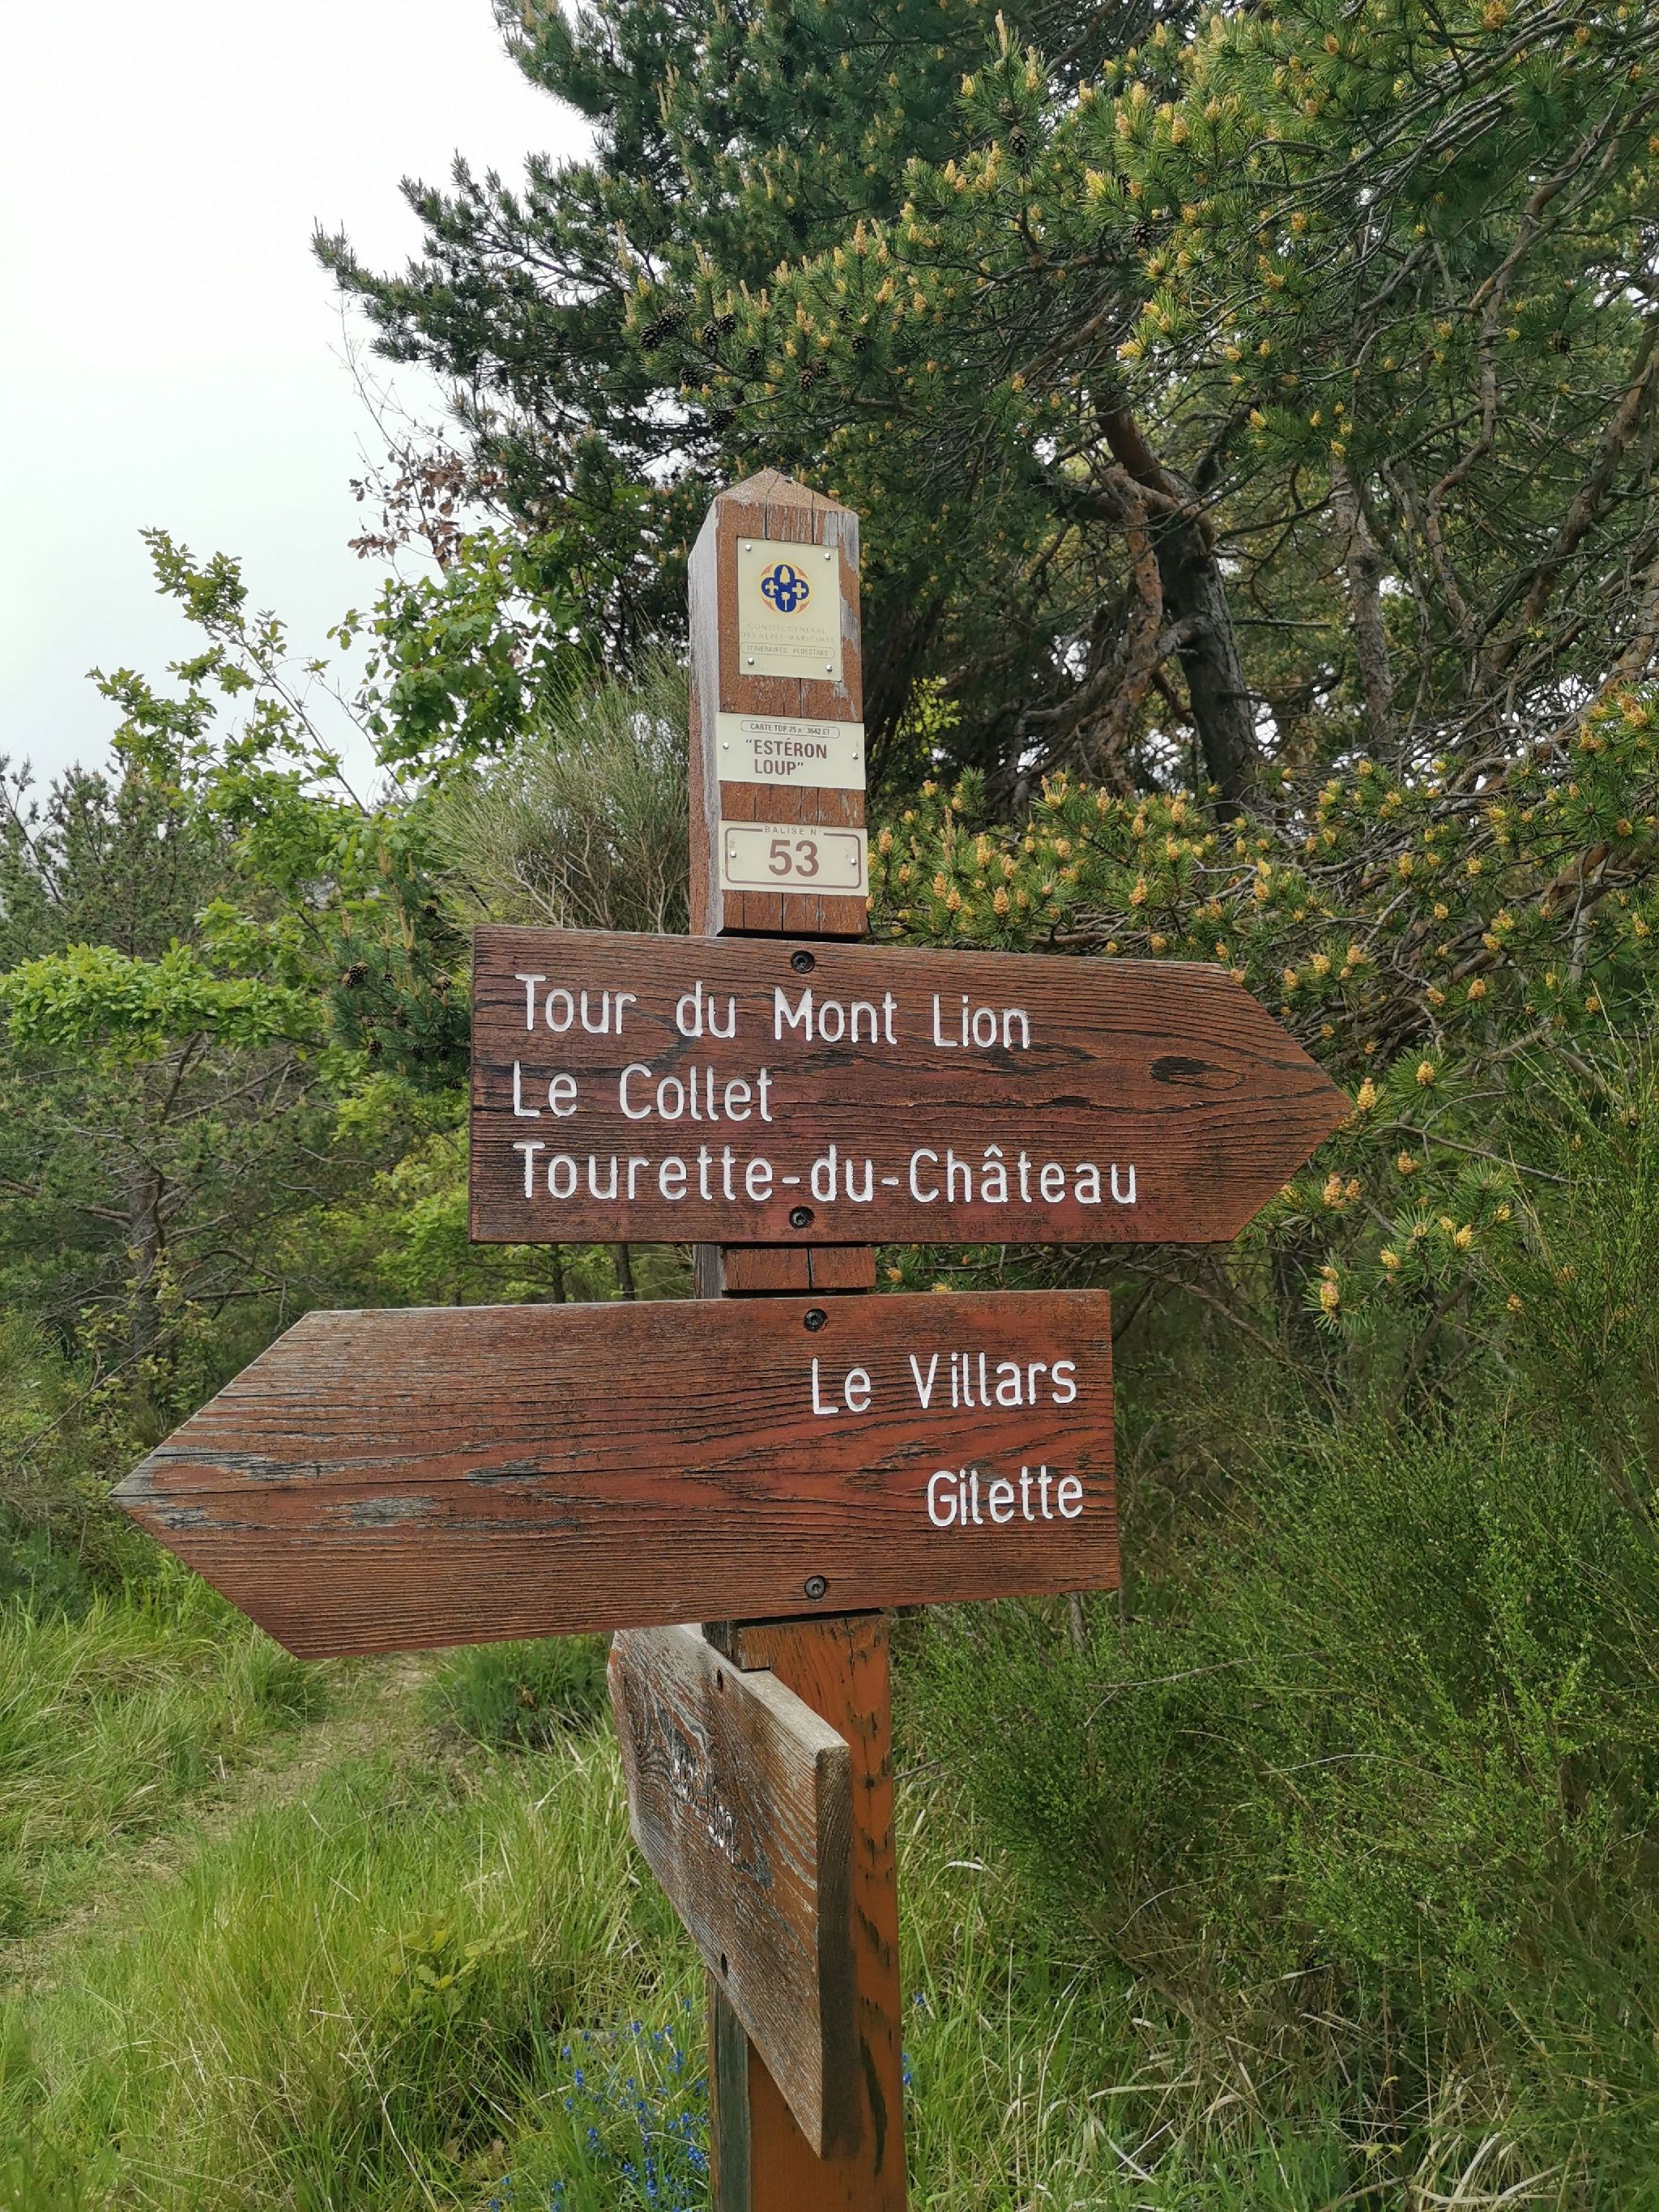 CONSEIL GENERAL
DES ALPES-MARITIMES
ITINERAIRES PEDESTRES
CARTE TOP 25 n° 3642 ET
"ESTÉRON
LOUP"
BALISE N°
53
Tour du Mont Lion
Le Collet
Tourette-du-Château
Le Villars
Gilette